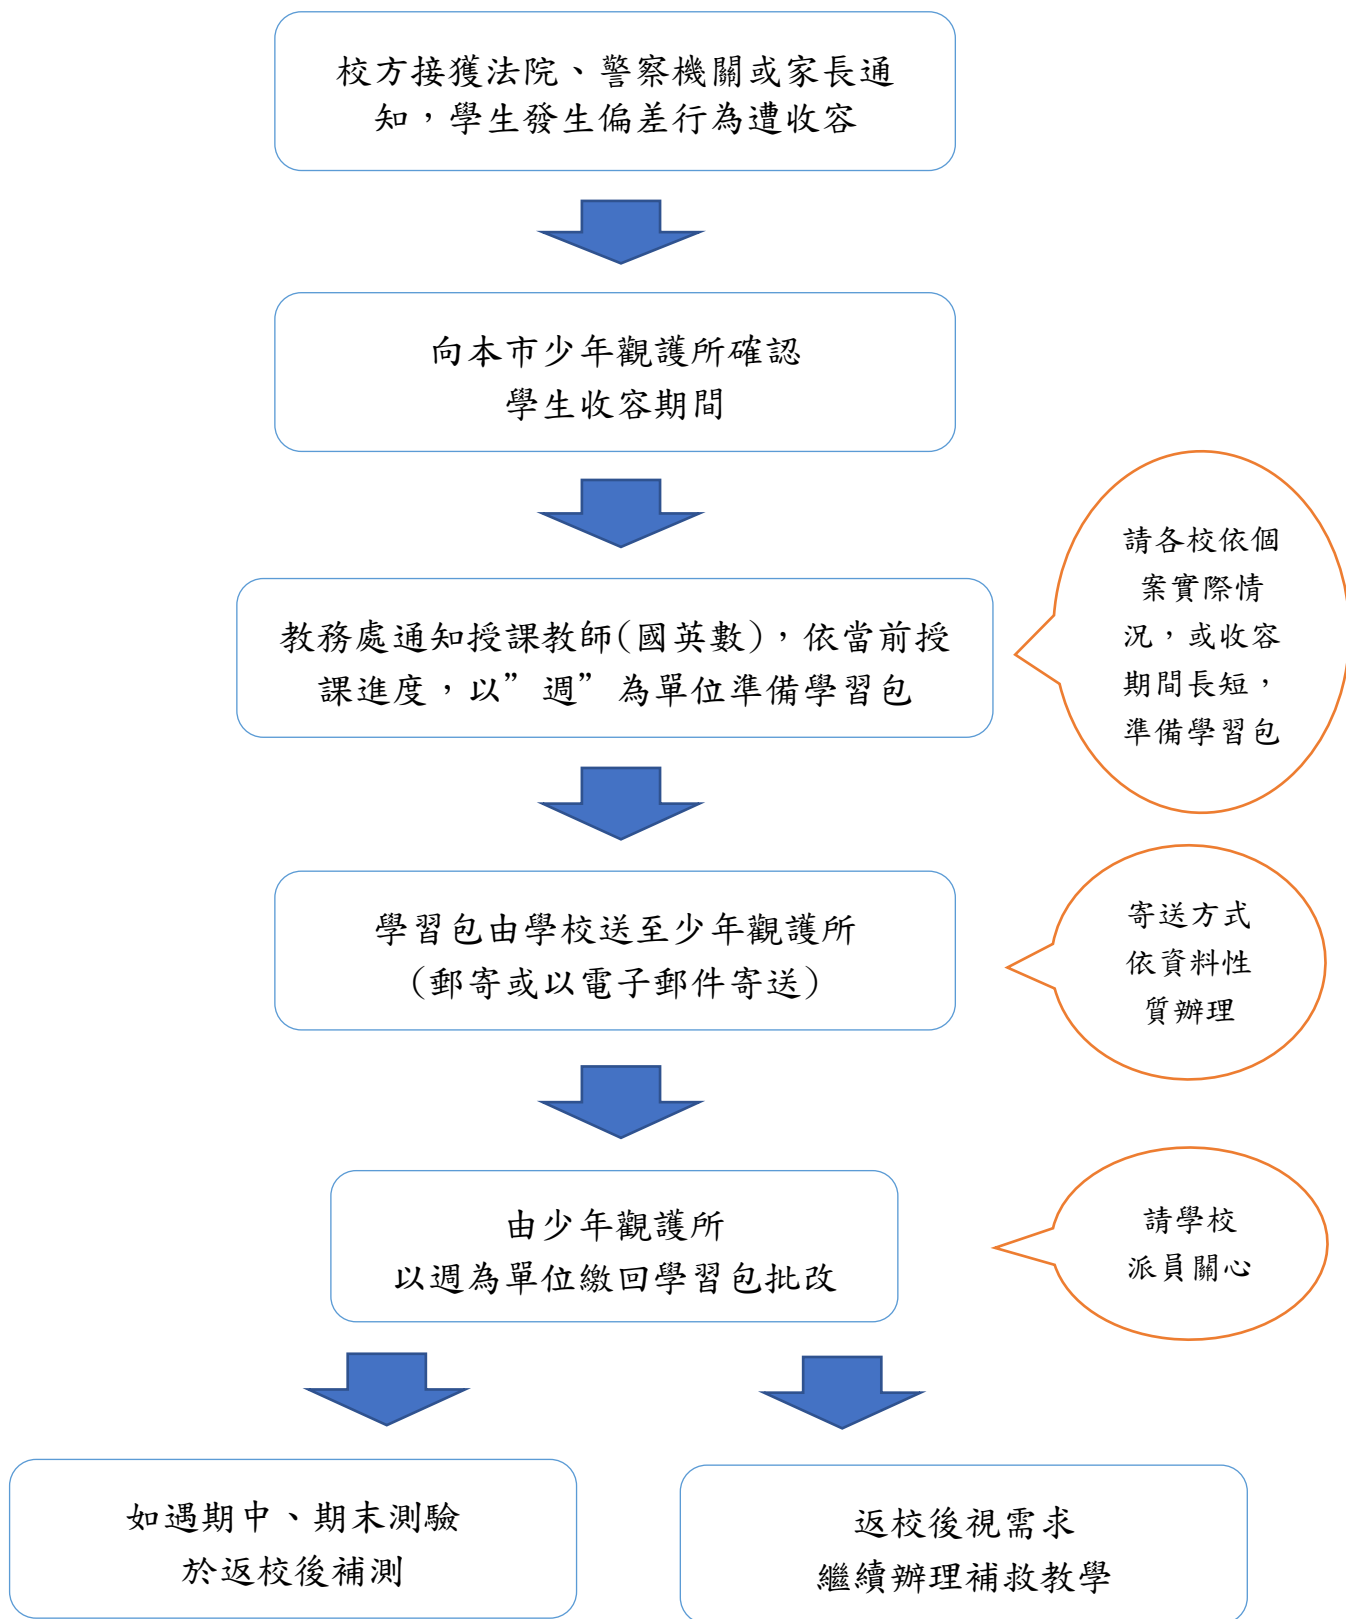 校方接獲法院、警察機關或家長通
知，學生發生偏差行為遭收容
向本市少年觀護所確認
學生收容期間
教務處通知授課教師(國英數)，依當前授
課進度，以”週”為單位準備學習包
請各校依個
案實際情
況，或收容
期間長短，
準備學習包
學習包由學校送至少年觀護所
(郵寄或以電子郵件寄送)
寄送方式
依資料性
質辦理
由少年觀護所
以週為單位繳回學習包批改
請學校
派員關心
如遇期中、期末測驗
於返校後補測
返校後視需求
繼續辦理補救教學